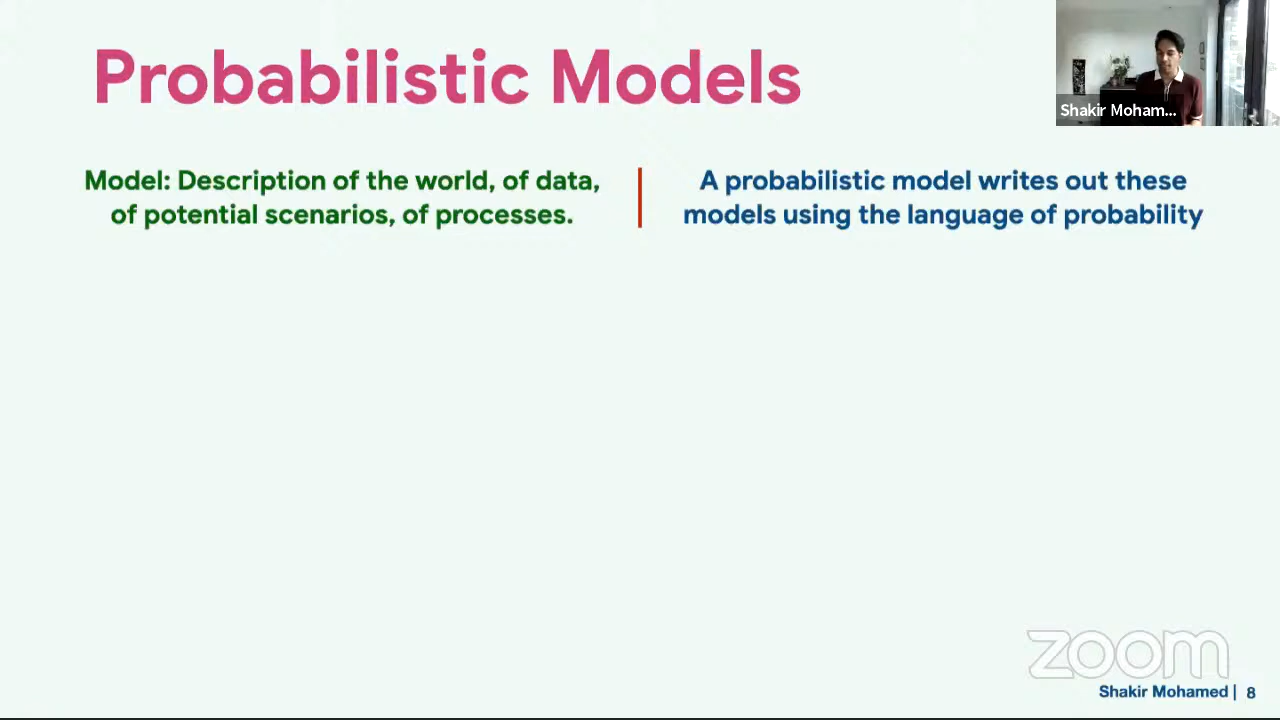 Probabilistic Models
Shakir Moham...
Model: Description of the world, of data,
of potential scenarios, of processes.
A probabilistic model writes out these
models using the language of probability
zoom
Shakir Mohamed | 8